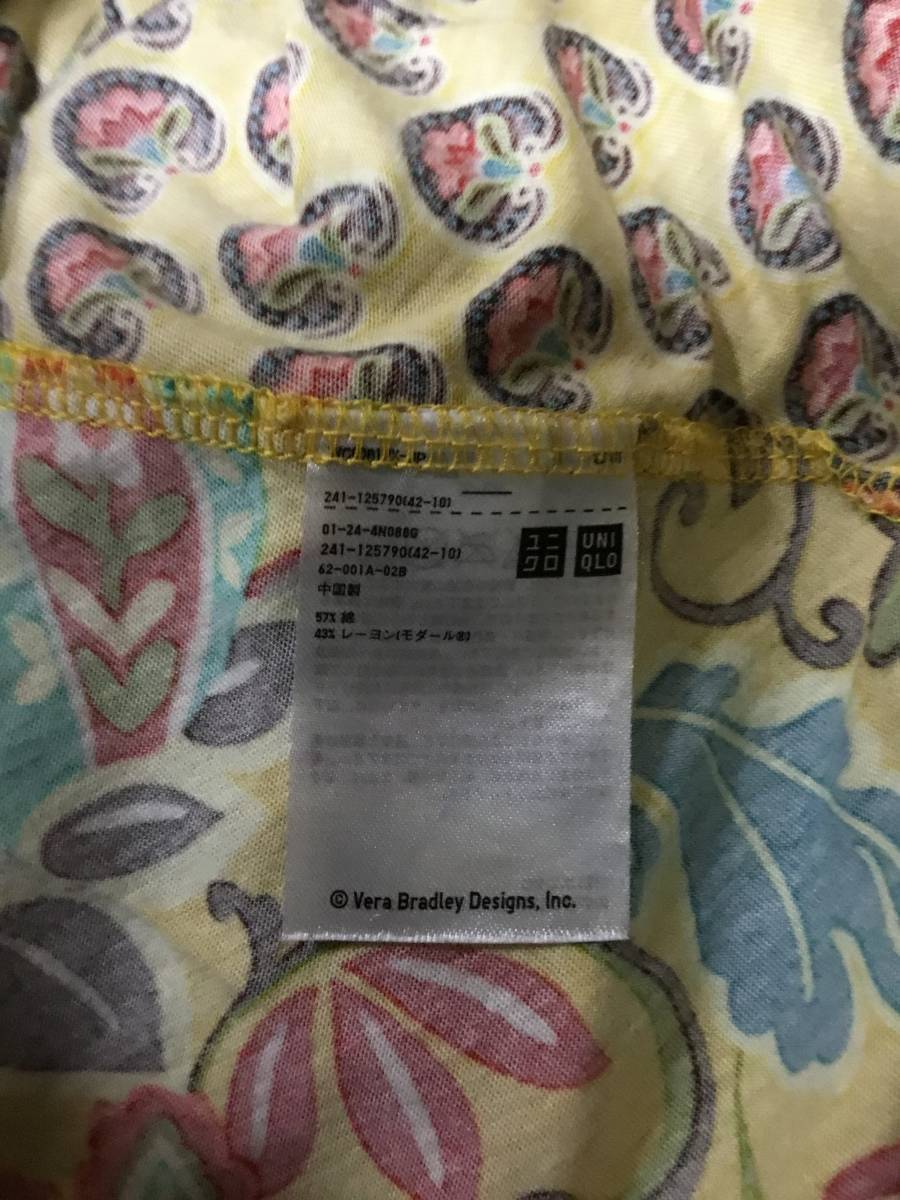 241-125790(42-10)
01-24-4N088G
241-125790(42-10)
62-001A-02B
ユニクロ
UNIQLO
中国製
57% 綿
43% レーヨン(モダール®)
© Vera Bradley Designs, Inc.